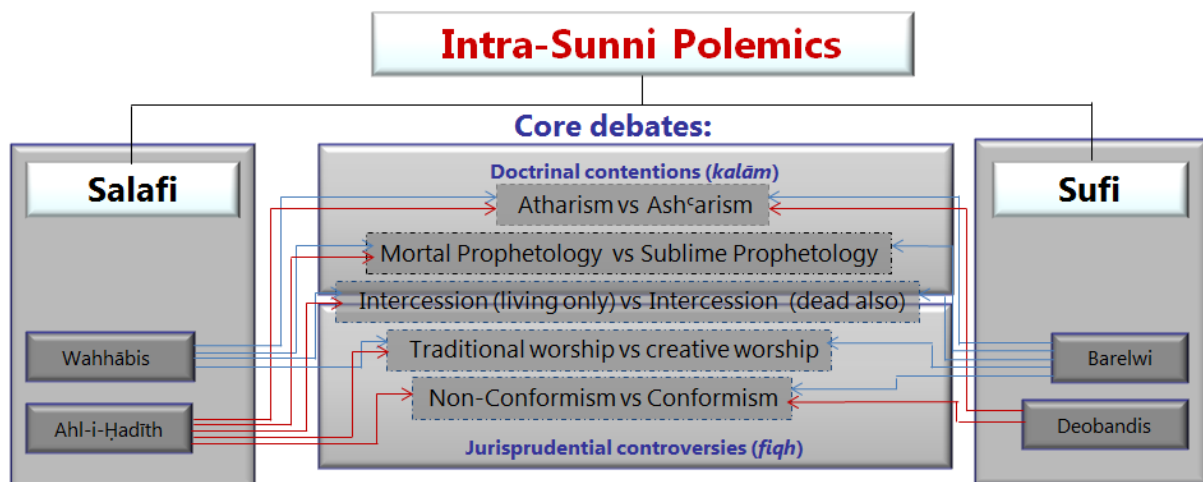 Intra-Sunni Polemics
Core debates:
Salafi
Sufi
Doctrinal contentions (kalām)
Atharism vs Ashᶜarism
Mortal Prophetology vs Sublime Prophetology
Intercession (living only) vs Intercession (dead also)
Traditional worship vs creative worship
Non-Conformism vs Conformism
Jurisprudential controversies (fiqh)
Wahhābis
Ahl-i-Ḥadīth
Barelwi
Deobandis